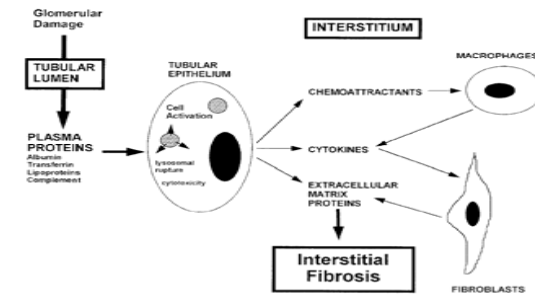 Glomerular
Damage
INTERSTITIUM
TUBULAR
LUMEN
TUBULAR
EPITHELIUM
MACROPHAGES
Cell
Activation
CHEMOATTRACTANTS
PLASMA
PROTEINS
Albumin
Transferrin
Lipoproteins
Complement
lysosomal
rupture
cytotoxicity
CYTOKINES
EXTRACELLULAR
MATRIX
PROTEINS
Interstitial
Fibrosis
FIBROBLASTS